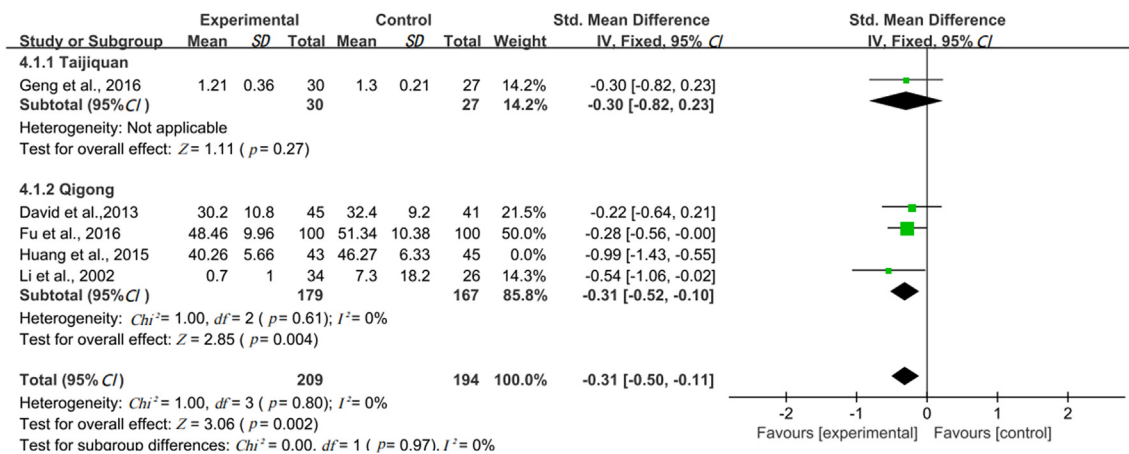 Experimental Control Std. Mean Difference Std. Mean Difference
Study or Subgroup Mean SD Total Mean SD Total Weight IV, Fixed, 95% CI IV, Fixed, 95% CI
4.1.1 Taijiquan
Geng et al., 2016 1.21 0.36 30 1.3 0.21 27 14.2% -0.30 [-0.82, 0.23]
Subtotal (95%CI) 30 27 14.2% -0.30 [-0.82, 0.23]
Heterogeneity: Not applicable
Test for overall effect: Z = 1.11 ( p = 0.27)
4.1.2 Qigong
David et al.,2013 30.2 10.8 45 32.4 9.2 41 21.5% -0.22 [-0.64, 0.21]
Fu et al., 2016 48.46 9.96 100 51.34 10.38 100 50.0% -0.28 [-0.56, -0.00]
Huang et al., 2015 40.26 5.66 43 46.27 6.33 45 0.0% -0.99 [-1.43, -0.55]
Li et al., 2002 0.7 1 34 7.3 18.2 26 14.3% -0.54 [-1.06, -0.02]
Subtotal (95%CI) 179 167 85.8% -0.31 [-0.52, -0.10]
Heterogeneity: Chi² = 1.00, df = 2 ( p = 0.61); I² = 0%
Test for overall effect: Z = 2.85 ( p = 0.004)
Total (95% CI) 209 194 100.0% -0.31 [-0.50, -0.11]
Heterogeneity: Chi² = 1.00, df = 3 ( p = 0.80); I² = 0%
Test for overall effect: Z = 3.06 ( p = 0.002)
Test for subgroup differences: Chi² = 0.00. df = 1 ( p = 0.97). I² = 0%
-2 -1 0 1 2
Favours [experimental] Favours [control]